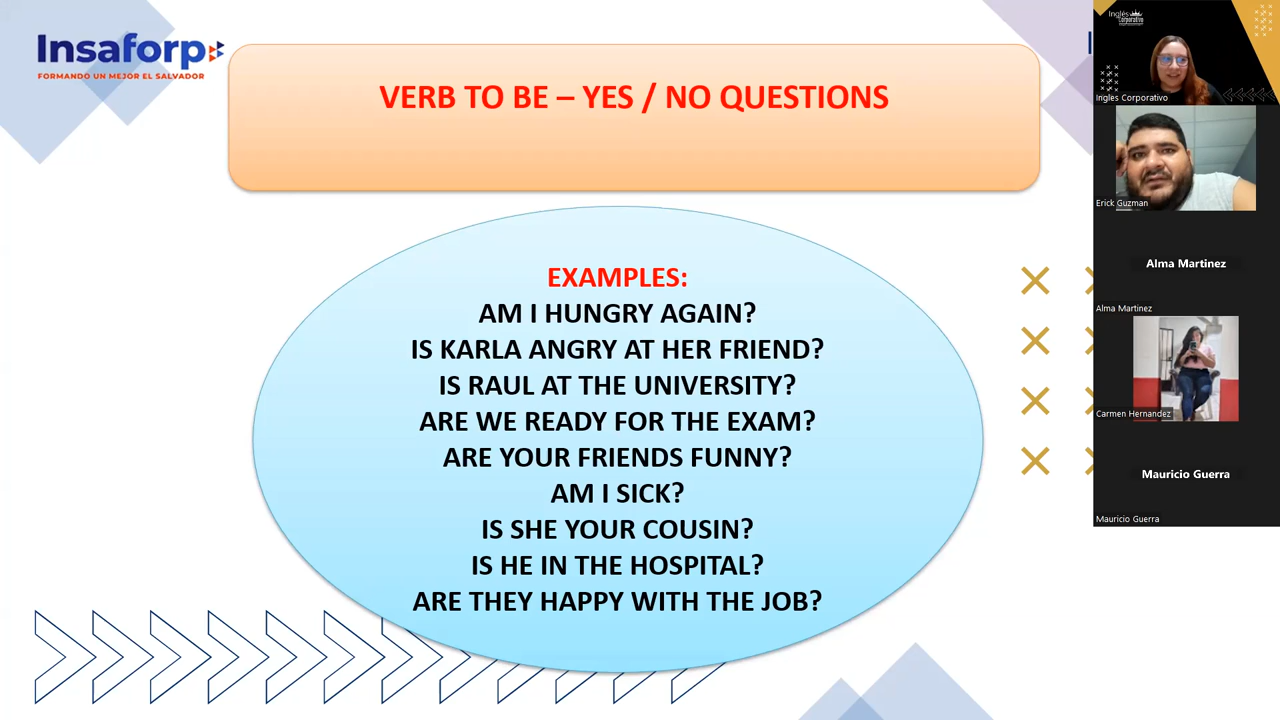 Insaforp
FORMANDO UN MEJOR EL SALVADOR
VERB TO BE – YES / NO QUESTIONS
EXAMPLES:
AM I HUNGRY AGAIN?
IS KARLA ANGRY AT HER FRIEND?
IS RAUL AT THE UNIVERSITY?
ARE WE READY FOR THE EXAM?
ARE YOUR FRIENDS FUNNY?
AM I SICK?
IS SHE YOUR COUSIN?
IS HE IN THE HOSPITAL?
ARE THEY HAPPY WITH THE JOB?
Inglés
Corporativo
Ingles Corporativo
Erick Guzman
Alma Martinez
Alma Martinez
Carmen Hernandez
Mauricio Guerra
Mauricio Guerra